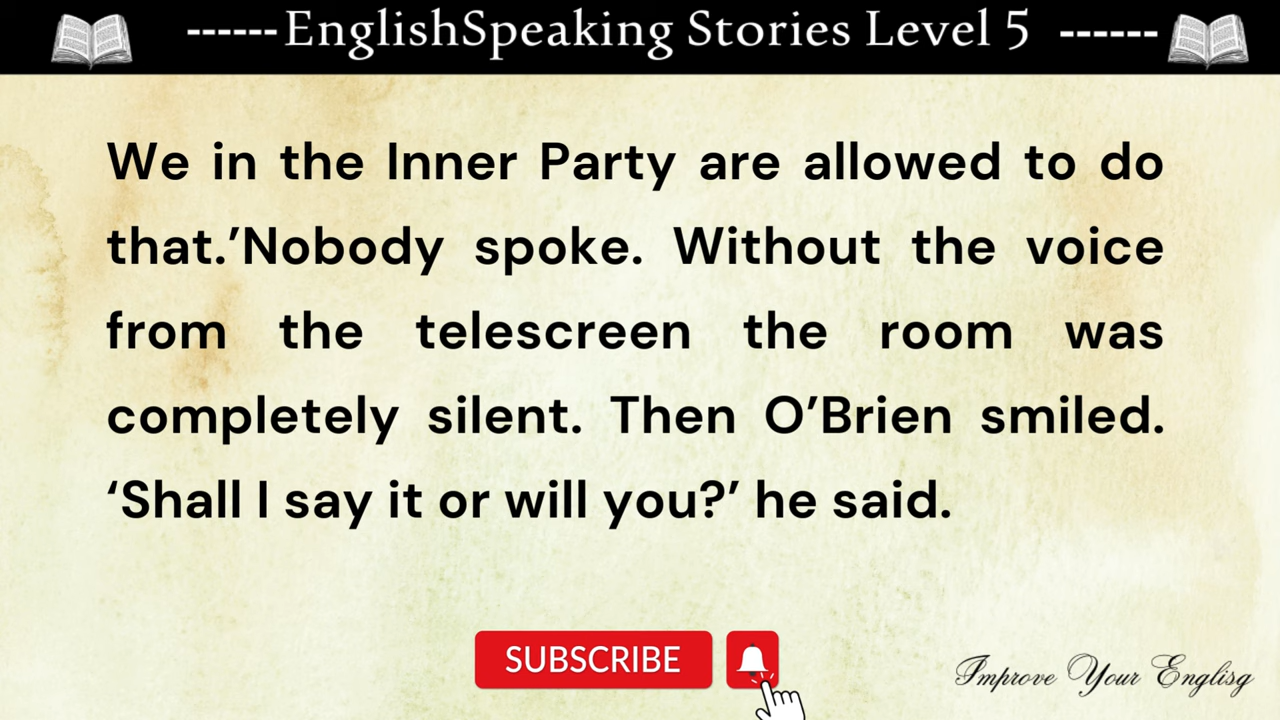 ------EnglishSpeaking Stories Level 5 ------
We in the Inner Party are allowed to do
that.’Nobody spoke. Without the voice
from the telescreen the room was
completely silent. Then O’Brien smiled.
‘Shall I say it or will you?’ he said.
SUBSCRIBE
Improve Your Englisg